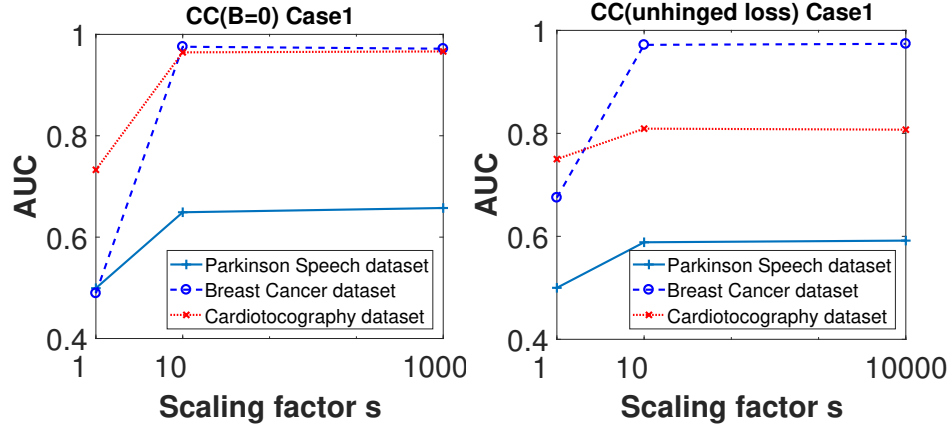 CC(B=0) Case1
1
0.8
0.6
0.4
AUC
Parkinson Speech dataset
Breast Cancer dataset
Cardiotocography dataset
1
10
1000
Scaling factor s
CC(unhinged loss) Case1
1
0.8
0.6
0.4
AUC
Parkinson Speech dataset
Breast Cancer dataset
Cardiotocography dataset
1
10
10000
Scaling factor s